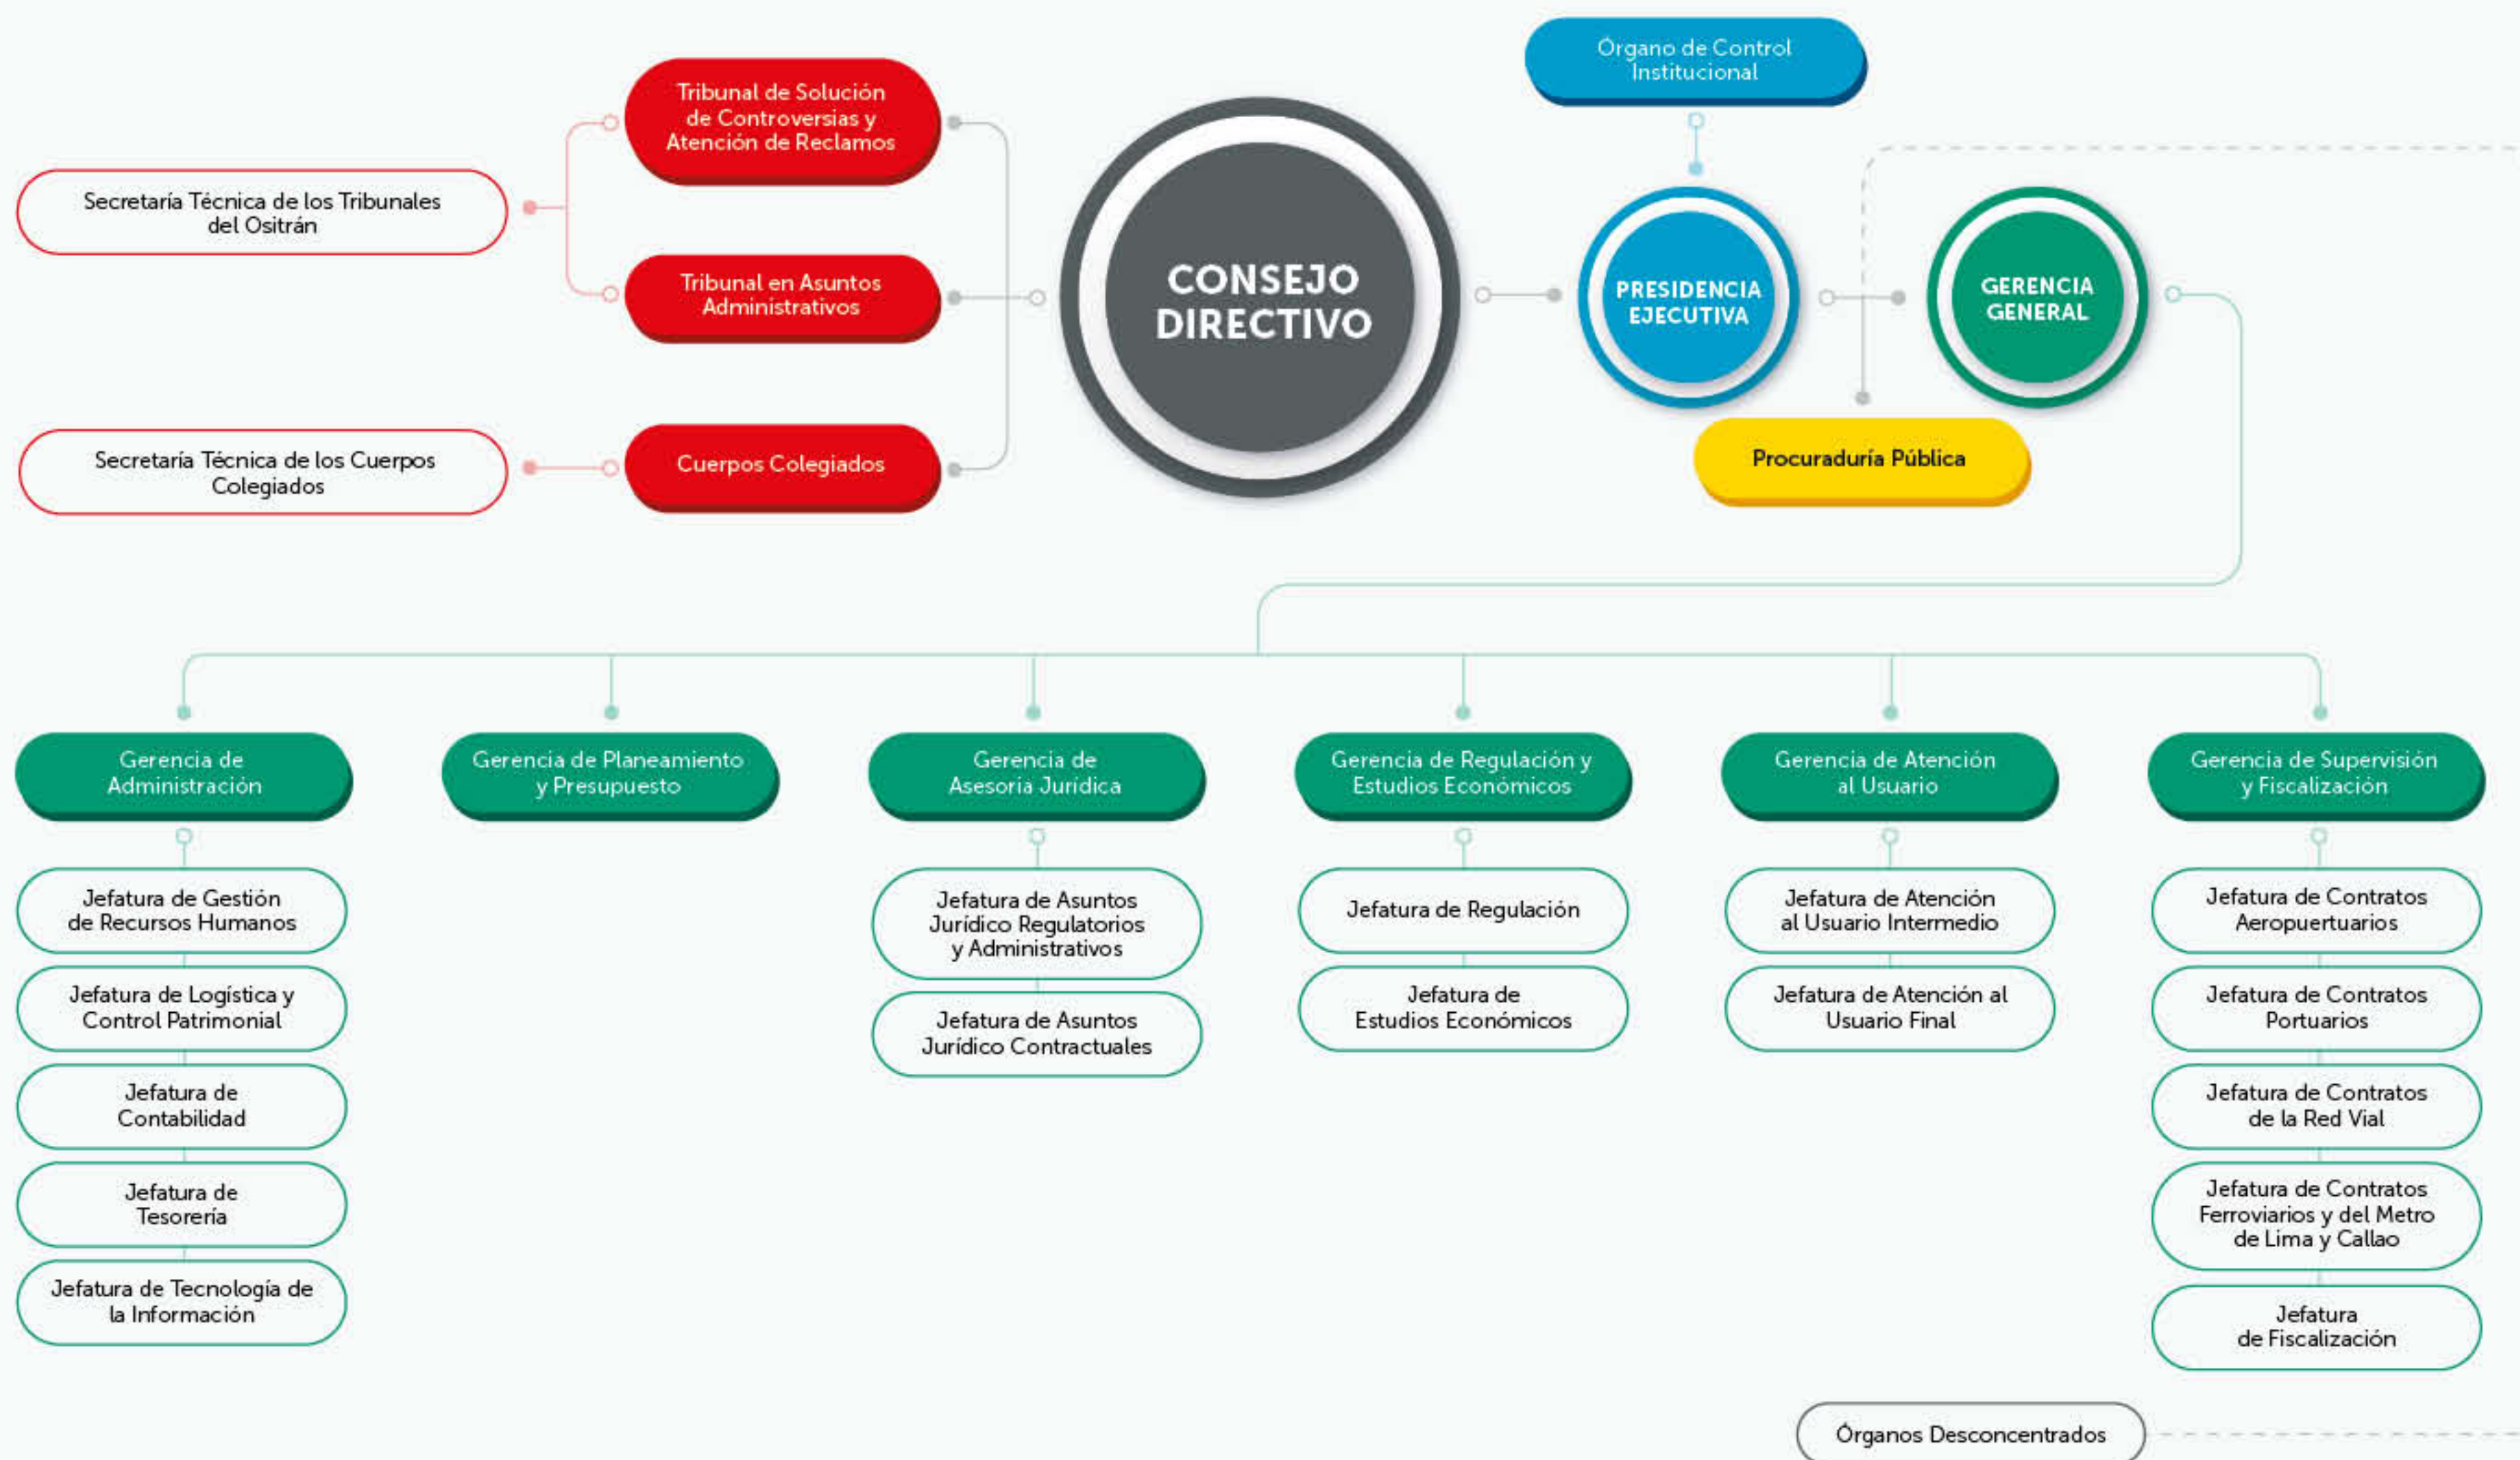 Órgano de Control
Institucional
Tribunal de Solución
de Controversias y
Atención de Reclamos
Secretaría Técnica de los Tribunales
del Ositrán
Tribunal en Asuntos
Administrativos
CONSEJO
DIRECTIVO
PRESIDENCIA
EJECUTIVA
GERENCIA
GENERAL
Secretaría Técnica de los Cuerpos
Colegiados
Cuerpos Colegiados
Procuraduría Pública
Gerencia de
Administración
Gerencia de Planeamiento
y Presupuesto
Gerencia de
Asesoria Jurídica
Gerencia de Regulación y
Estudios Económicos
Gerencia de Atención
al Usuario
Gerencia de Supervisión
y Fiscalización
Jefatura de Gestión
de Recursos Humanos
Jefatura de Logística y
Control Patrimonial
Jefatura de
Contabilidad
Jefatura de
Tesorería
Jefatura de Tecnología de
la Información
Jefatura de Asuntos
Jurídico Regulatorios
y Administrativos
Jefatura de Asuntos
Jurídico Contractuales
Jefatura de Regulación
Jefatura de
Estudios Económicos
Jefatura de Atención
al Usuario Intermedio
Jefatura de Atención al
Usuario Final
Jefatura de Contratos
Aeropuertuarios
Jefatura de Contratos
Portuarios
Jefatura de Contratos
de la Red Vial
Jefatura de Contratos
Ferroviarios y del Metro
de Lima y Callao
Jefatura
de Fiscalización
Órganos Desconcentrados